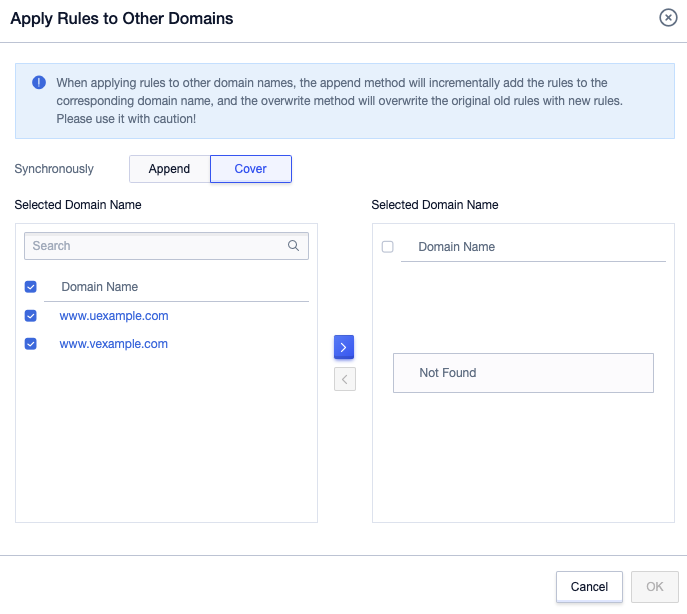 Apply Rules to Other Domains
When applying rules to other domain names, the append method will incrementally add the rules to the
corresponding domain name, and the overwrite method will overwrite the original old rules with new rules.
Please use it with caution!
Synchronously
Append
Cover
Selected Domain Name
Search
Domain Name
www.uexample.com
www.vexample.com
Selected Domain Name
Domain Name
Not Found
Cancel
OK